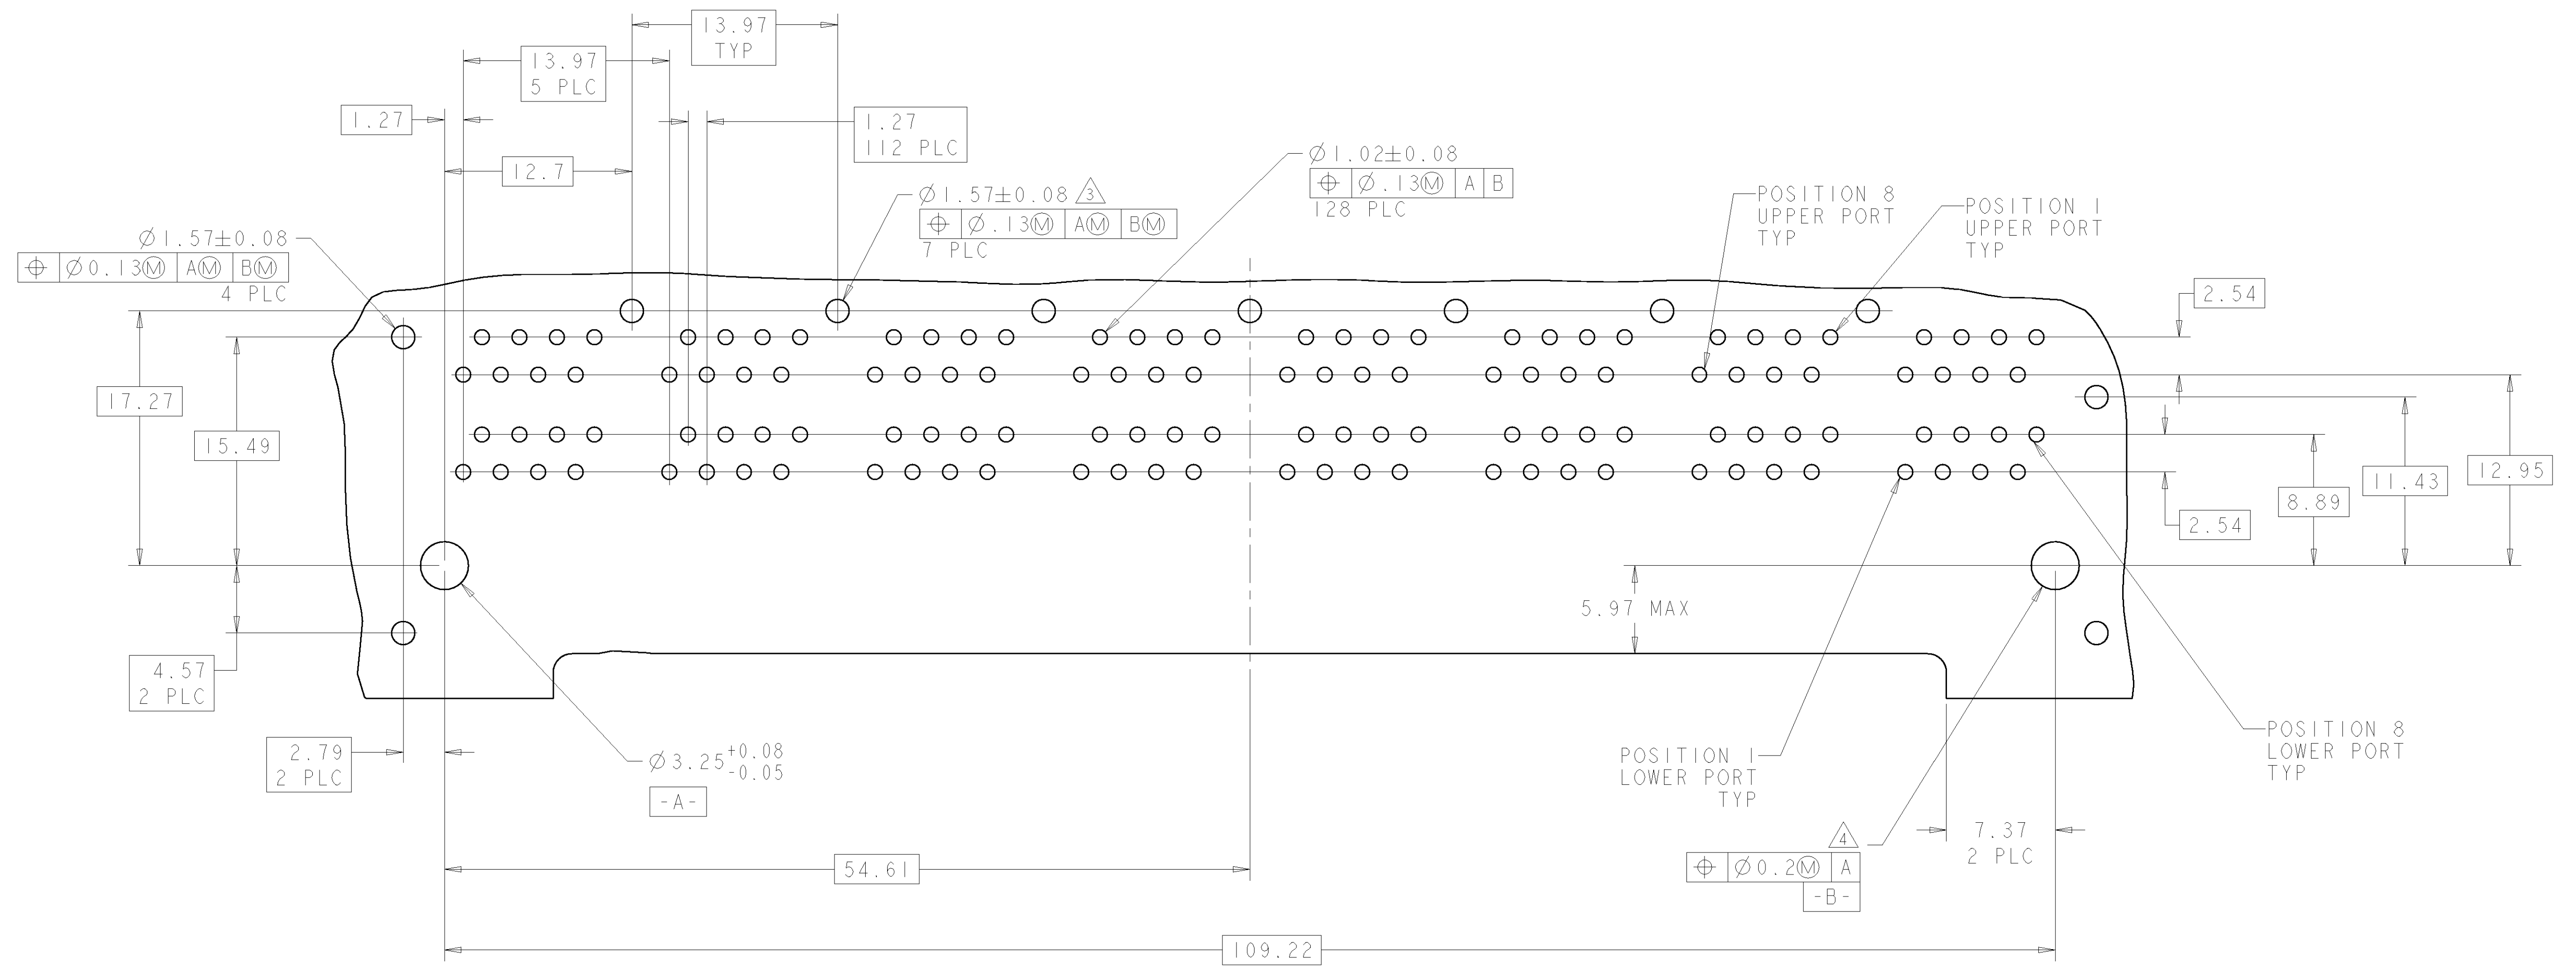 13.97
TYP
13.97
5 PLC
1.27
1.27
112 PLC
12.7
Ø1.02±0.08
⌖ Ø.13Ⓜ A B
128 PLC
Ø1.57±0.08 3
⌖ Ø.13Ⓜ AⓂ BⓂ
7 PLC
POSITION 8
UPPER PORT
TYP
POSITION 1
UPPER PORT
TYP
Ø1.57±0.08
⌖ Ø0.13Ⓜ AⓂ BⓂ
4 PLC
2.54
17.27
15.49
12.95
11.43
8.89
2.54
5.97 MAX
4.57
2 PLC
2.79
2 PLC
Ø3.25 +0.08
-0.05
-A-
POSITION 1
LOWER PORT
TYP
POSITION 8
LOWER PORT
TYP
7.37
2 PLC
4
⌖ Ø0.2Ⓜ A
-B-
54.61
109.22